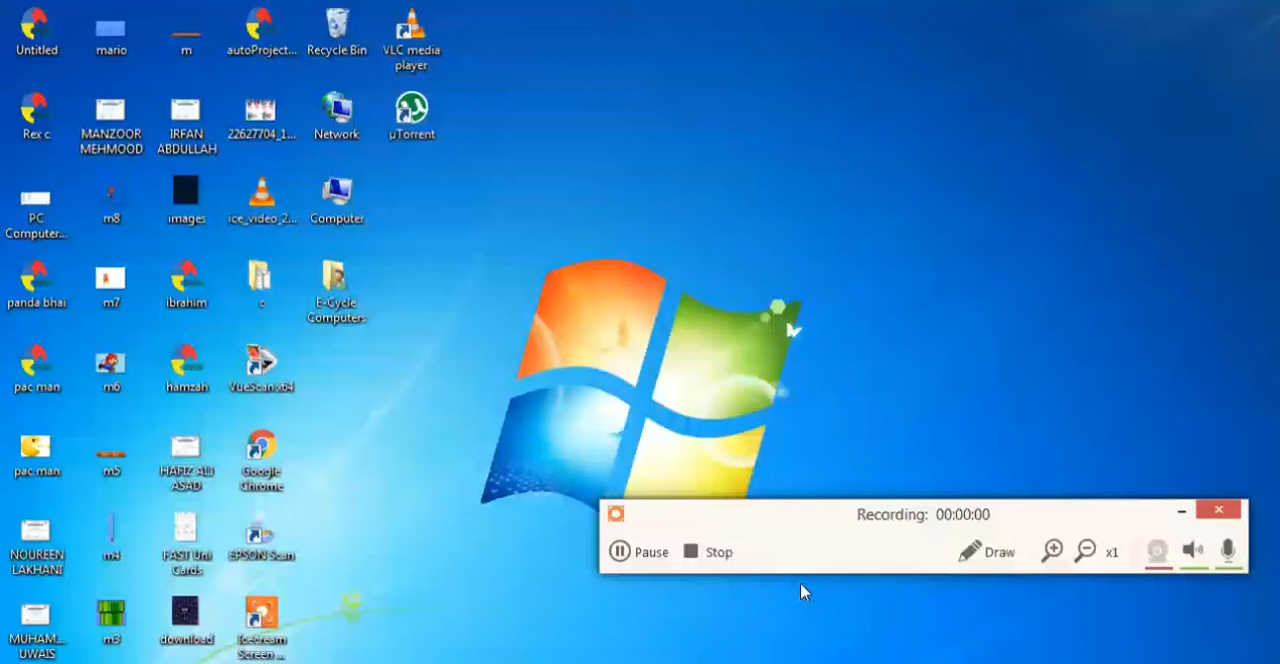 Untitled
mario
m
autoProject...
Recycle Bin
VLC media
player
Rex c
MANZOOR
MEHMOOD
IRFAN
ABDULLAH
22627704_1...
Network
µTorrent
PC
Computer...
m8
images
ice_video_2...
Computer
panda bhai
m7
ibrahim
c
E-Cycle
Computers
pac man
m6
hamzah
VueScan x64
pac man
m5
HAFIZ ALI
ASAD
Google
Chrome
NOUREEN
LAKHANI
m4
FAST Uni
Cards
EPSON Scan
MUHAM...
UWAIS
m3
download
Icecream
Screen ...
Recording: 00:00:00
Pause
Stop
Draw
x1